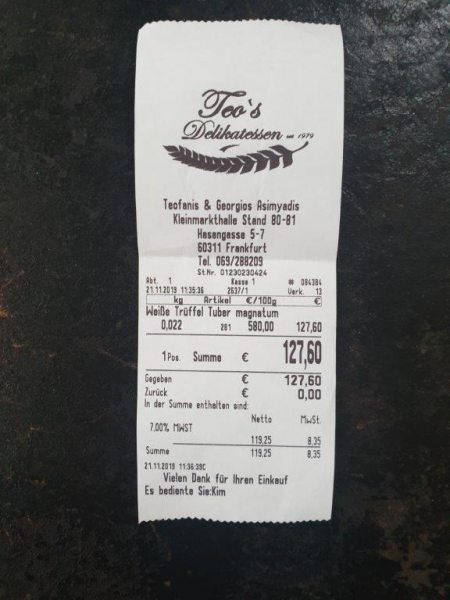 Teo's
Delikatessen est 1979
Teofanis & Georgios Asimyadis
Kleinmarkthalle Stand 80-81
Hasengasse 5-7
60311 Frankfurt
Tel. 069/288209
St.Nr. 01230230424
Abt. 1 Kasse 1 # 084384
21.11.2019 11:35:36 2637/1 Verk. 13
kg Artikel €/100g €
Weiße Trüffel Tuber magnatum
0,022 281 580,00 127,60
1 Pos. Summe € 127,60
Gegeben € 127,60
Zurück € 0,00
In der Summe enthalten sind:
Netto MwSt.
7,00% MWST
119,25 8,35
Summe 119,25 8,35
21.11.2019 11:36:39C
Vielen Dank für Ihren Einkauf
Es bediente Sie:Kim